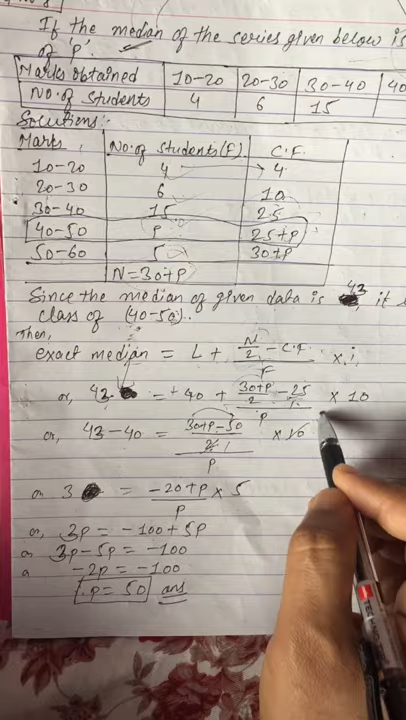 If the median of the series given below is
of 'p'.
Marks obtained 10-20 20-30 30-40 40
No. of Students 4 6 15
Solutions:-
Marks No. of students (F). C.F.
10-20 4 4
20-30 6 10
30-40 15 25
40-50 P 25+P
50-60 5 30+P
N=30+P
Since the median of given data is 43, it
class of (40-50)..
Then,
exact median = L + N/2 - C.F / F × i
or, 43 = 40 + 30+P/2 - 25/1 / P × 10
or, 43-40 = 30+P-50 / 2 / P × 10
or 3 = -20+P / P × 5
or, 3p = -100+5p
or 3p-5p = -100
-2p = -100
p = 50 ans